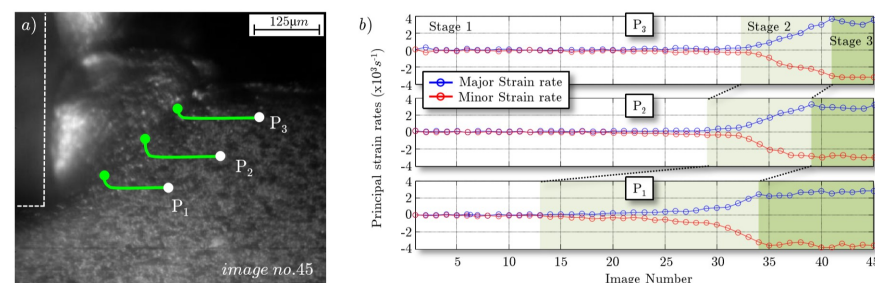 a)
125µm
P3
P2
P1
image no.45
b)
Principal strain rates (x10³s⁻¹)
4
2
0
-2
-4
Stage 1
P3
Stage 2
Stage 3
Major Strain rate
Minor Strain rate
4
2
0
-2
-4
P2
4
2
0
-2
-4
P1
5 10 15 20 25 30 35 40 45
Image Number